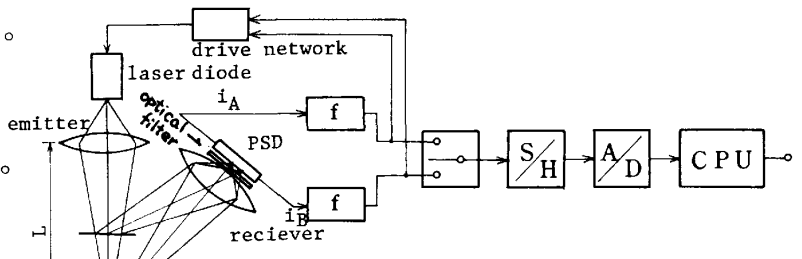 drive network
laser diode
emitter
optical
filter
PSD
i_A
f
i_B
f
reciever
L
S/H
A/D
CPU